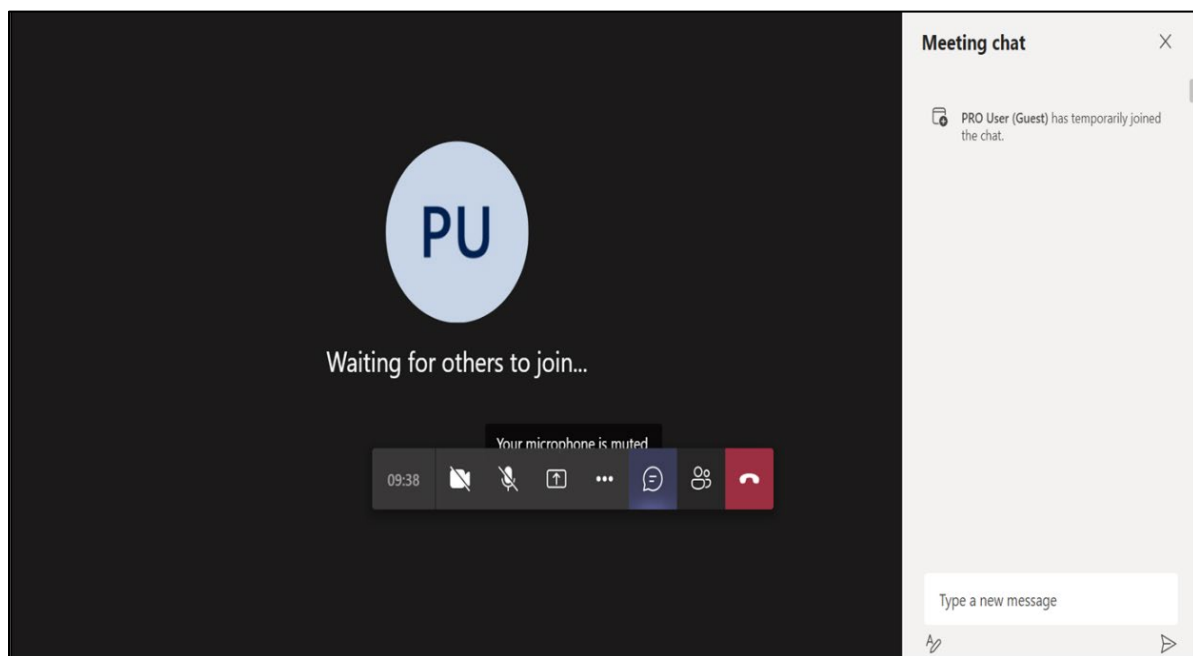 Meeting chat
PRO User (Guest) has temporarily joined
the chat.
PU
Waiting for others to join...
Your microphone is muted
09:38
Type a new message